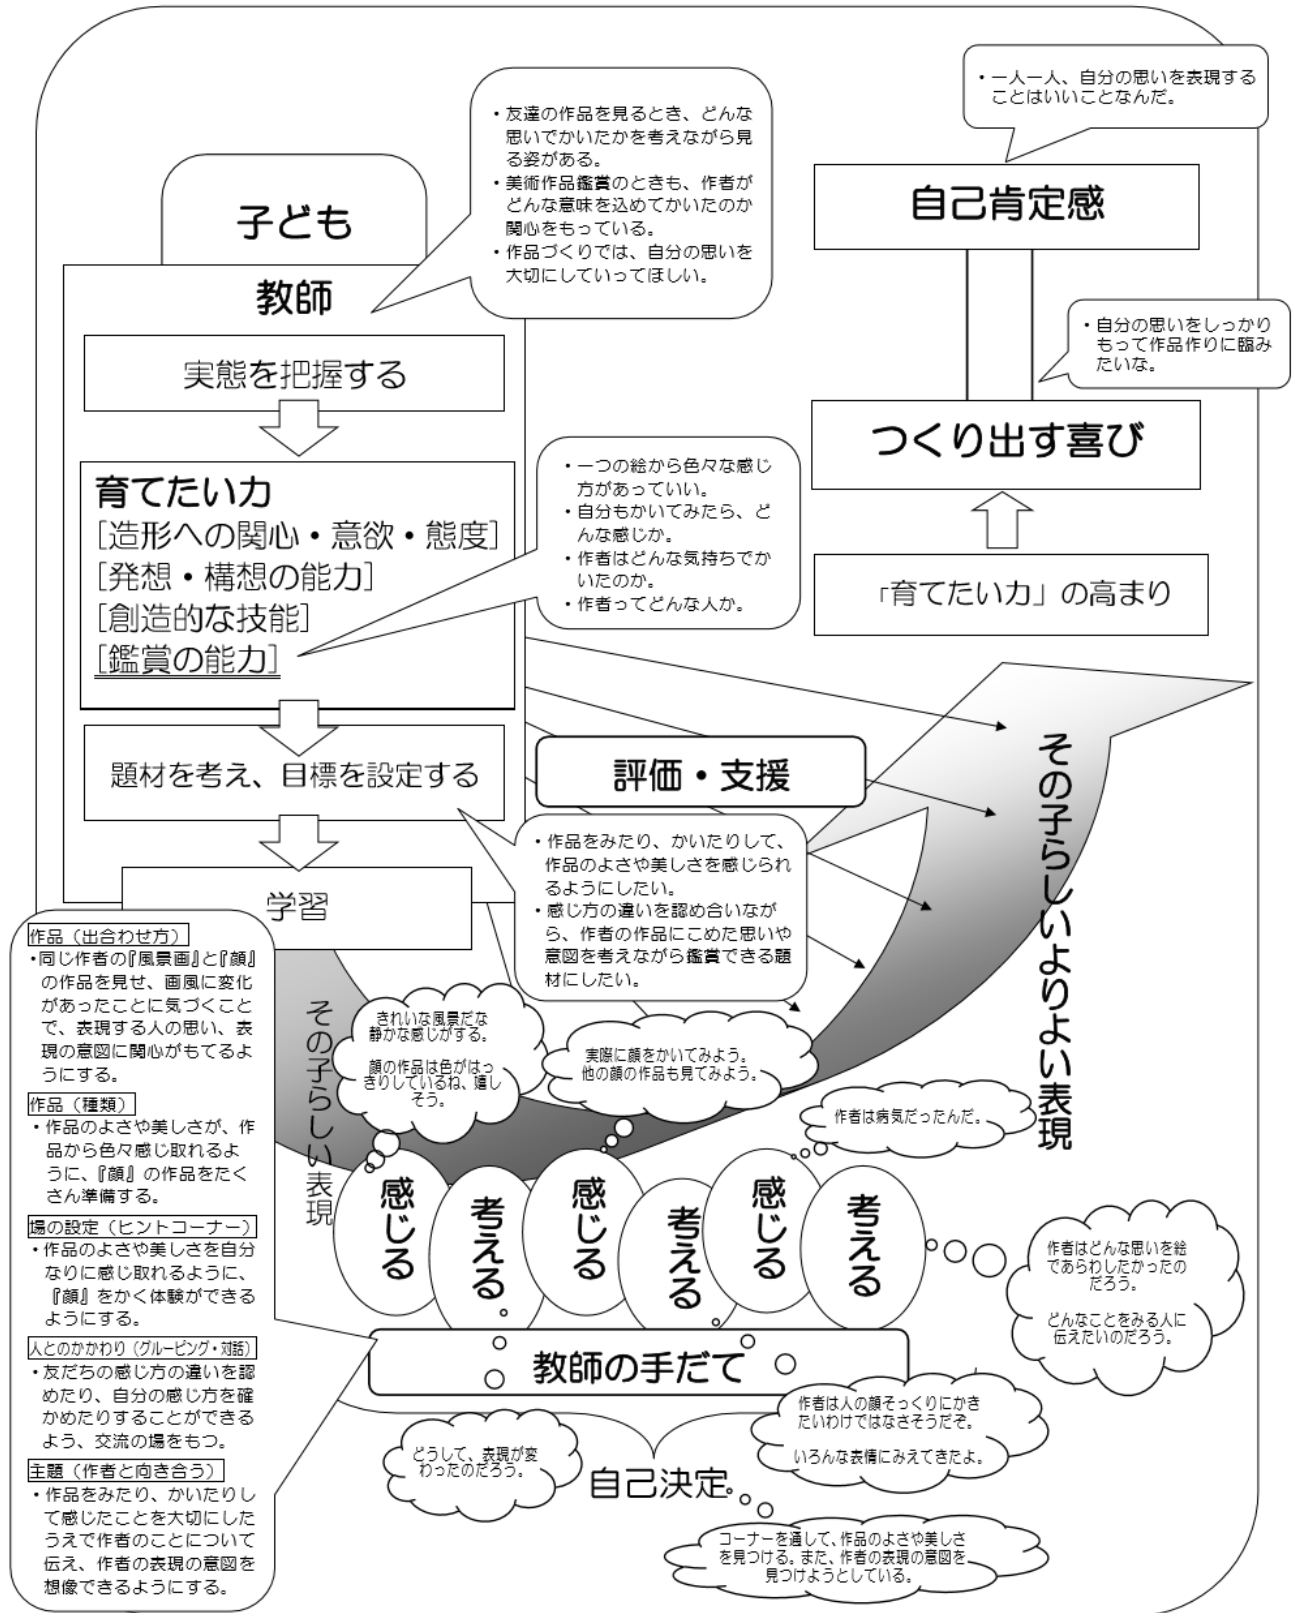 ・一人一人、自分の思いを表現する
ことはいいことなんだ。
・友達の作品を見るとき、どんな
思いでかいたかを考えながら見
る姿がある。
・美術作品鑑賞のときも、作者が
どんな意味を込めてかいたのか
関心をもっている。
・作品づくりでは、自分の思いを
大切にしていってほしい。
子ども
教師
実態を把握する
自己肯定感
・自分の思いをしっかり
もって作品作りに臨み
たいな。
つくり出す喜び
「育てたい力」の高まり
育てたい力
[造形への関心・意欲・態度]
[発想・構想の能力]
[創造的な技能]
[鑑賞の能力]
・一つの絵から色々な感じ
方があっていい。
・自分もかいてみたら、ど
んな感じか。
・作者はどんな気持ちでか
いたのか。
・作者ってどんな人か。
題材を考え、目標を設定する
評価・支援
・作品をみたり、かいたりして、
作品のよさや美しさを感じられ
るようにしたい。
・感じ方の違いを認め合いなが
ら、作者の作品にこめた思いや
意図を考えながら鑑賞できる題
材にしたい。
学習
その子らしいよりよい表現
その子らしい表現
作品（出合わせ方）
・同じ作者の『風景画』と『顔』
の作品を見せ、画風に変化
があったことに気づくこと
で、表現する人の思い、表
現の意図に関心がもてるよ
うにする。
作品（種類）
・作品のよさや美しさが、作
品から色々感じ取れるよ
うに、『顔』の作品をたく
さん準備する。
場の設定（ヒントコーナー）
・作品のよさや美しさを自分
なりに感じ取れるように、
『顔』をかく体験ができる
ようにする。
人とのかかわり（グルーピング・対話）
・友だちの感じ方の違いを認
めたり、自分の感じ方を確
かめたりすることができる
よう、交流の場をもつ。
主題（作者と向き合う）
・作品をみたり、かいたりし
て感じたことを大切にした
うえで作者のことについて
伝え、作者の表現の意図を
想像できるようにする。
きれいな風景だな
静かな感じがする。
顔の作品は色がはっ
きりしているね、嬉し
そう。
実際に顔をかいてみよう。
他の顔の作品も見てみよう。
作者は病気だったんだ。
感じる
考える
感じる
考える
感じる
考える
作者はどんな思いを絵
であらわしたかったの
だろう。
どんなことをみる人に
伝えたいのだろう。
教師の手だて
どうして、表現が変
わったのだろう。
自己決定
作者は人の顔そっくりにかき
たいわけではなさそうだぞ。
いろんな表情にみえてきたよ。
コーナーを通して、作品のよさや美しさ
を見つける。また、作者の表現の意図を
見つけようとしている。